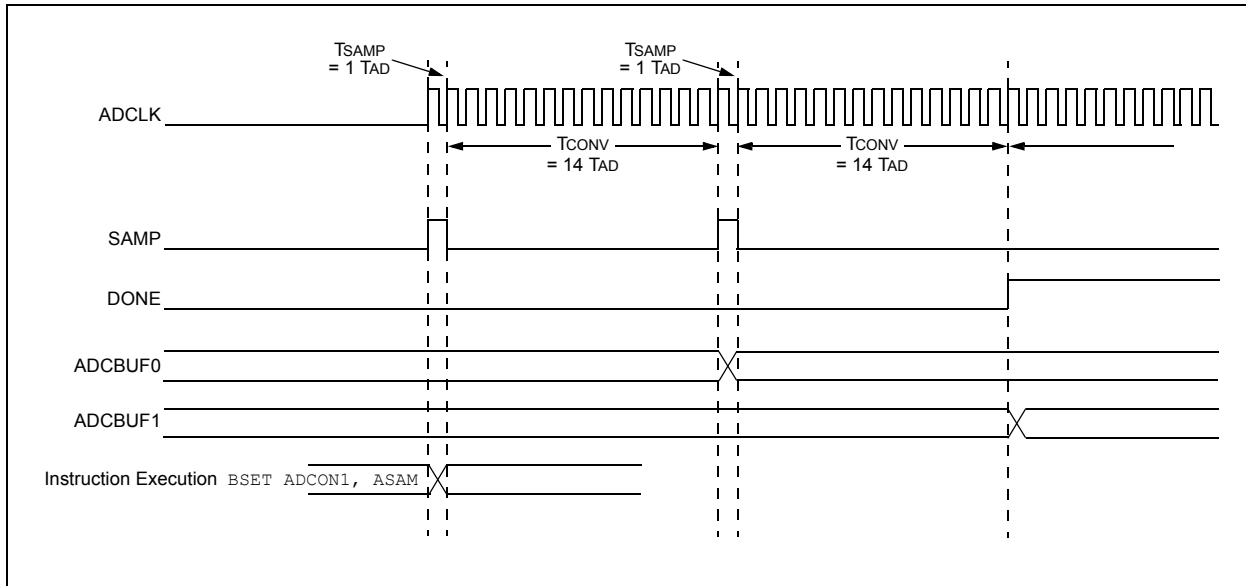 TSAMP
= 1 TAD
TSAMP
= 1 TAD
ADCLK
TCONV
= 14 TAD
TCONV
= 14 TAD
SAMP
DONE
ADCBUF0
ADCBUF1
Instruction Execution BSET ADCON1, ASAM